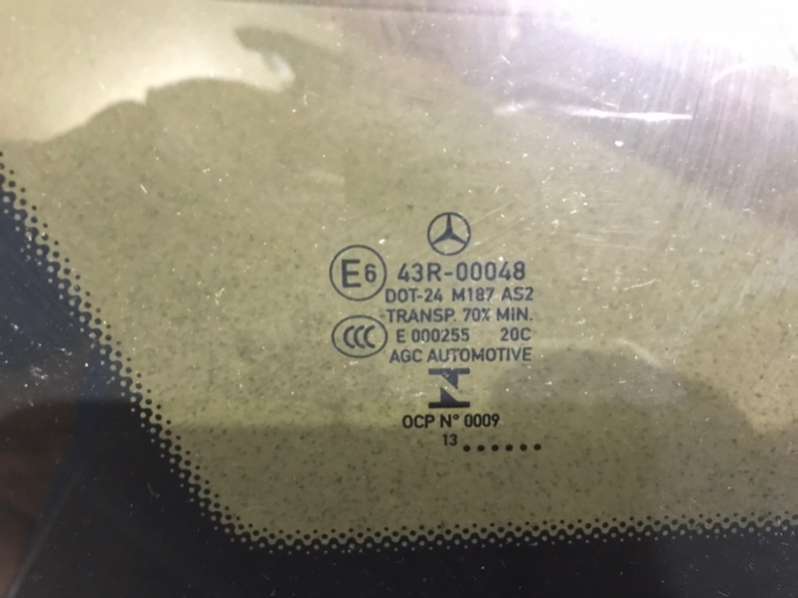 E6 43R-00048
DOT-24 M187 AS2
TRANSP. 70% MIN.
CCC E 000255 20C
AGC AUTOMOTIVE
OCP N° 0009
13 ......